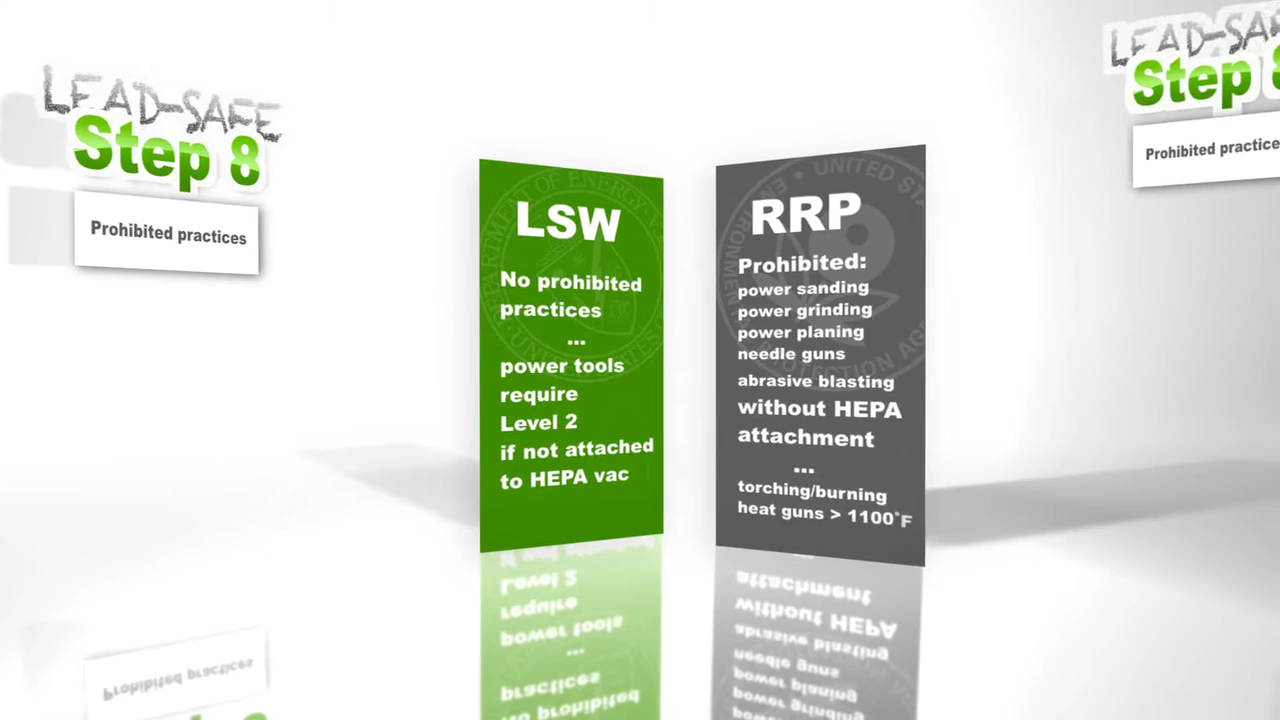 LEAD-SAFE
Step 8
Prohibited practices
LSW
No prohibited
practices
...
power tools
require
Level 2
if not attached
to HEPA vac
RRP
Prohibited:
power sanding
power grinding
power planing
needle guns
abrasive blasting
without HEPA
attachment
...
torching/burning
heat guns > 1100°F
LEAD-SAF
Step 8
Prohibited practice